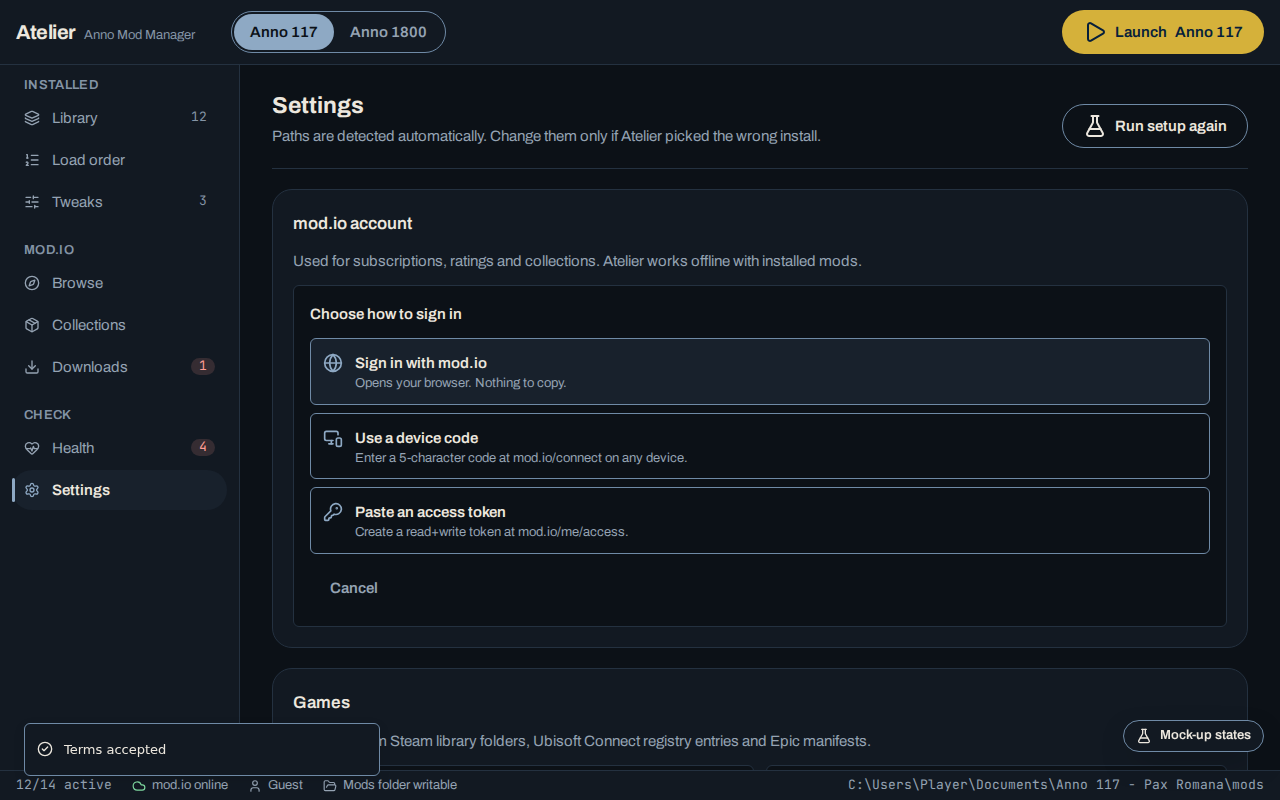 Atelier Anno Mod Manager
Anno 117
Anno 1800
Launch Anno 117
INSTALLED
Library 12
Load order
Tweaks 3
MOD.IO
Browse
Collections
Downloads 1
CHECK
Health 4
Settings
Settings
Paths are detected automatically. Change them only if Atelier picked the wrong install.
Run setup again
mod.io account
Used for subscriptions, ratings and collections. Atelier works offline with installed mods.
Choose how to sign in
Sign in with mod.io
Opens your browser. Nothing to copy.
Use a device code
Enter a 5-character code at mod.io/connect on any device.
Paste an access token
Create a read+write token at mod.io/me/access.
Cancel
Games
Steam library folders, Ubisoft Connect registry entries and Epic manifests.
Terms accepted
Mock-up states
12/14 active
mod.io online
Guest
Mods folder writable
C:\Users\Player\Documents\Anno 117 - Pax Romana\mods